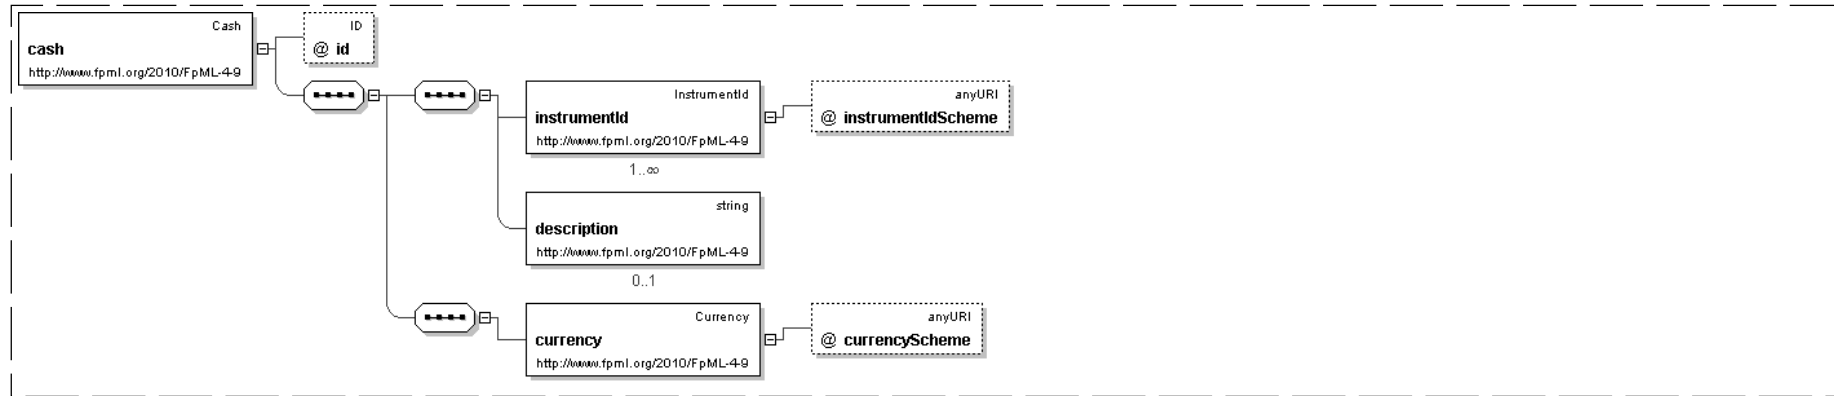 Cash
cash
http://www.fpml.org/2010/FpML-4-9
ID
@ id
InstrumentId
instrumentId
http://www.fpml.org/2010/FpML-4-9
1..∞
anyURI
@ instrumentIdScheme
string
description
http://www.fpml.org/2010/FpML-4-9
0..1
Currency
currency
http://www.fpml.org/2010/FpML-4-9
anyURI
@ currencyScheme